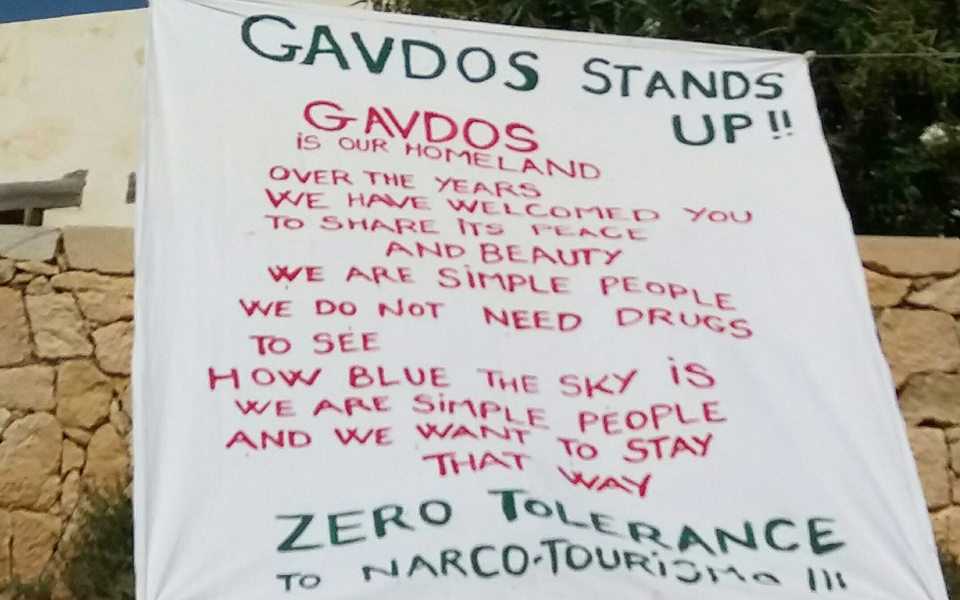 GAVDOS STANDS
UP!!
GAVDOS
iS OUR HOMELAND
OVER THE YEARS
WE HAVE WELCOMED YOU
TO SHARE iTS PEACE
AND BEAUTY
WE ARE SiMPLE PEOPLE
WE DO NOT NEED DRUGS
TO SEE
HOW BLUE THE SKY iS
WE ARE SiMPLE PEOPLE
AND WE WANT TO STAY
THAT WAY
ZERO TOLERANCE
TO NARCO-TOURiSMO !!!